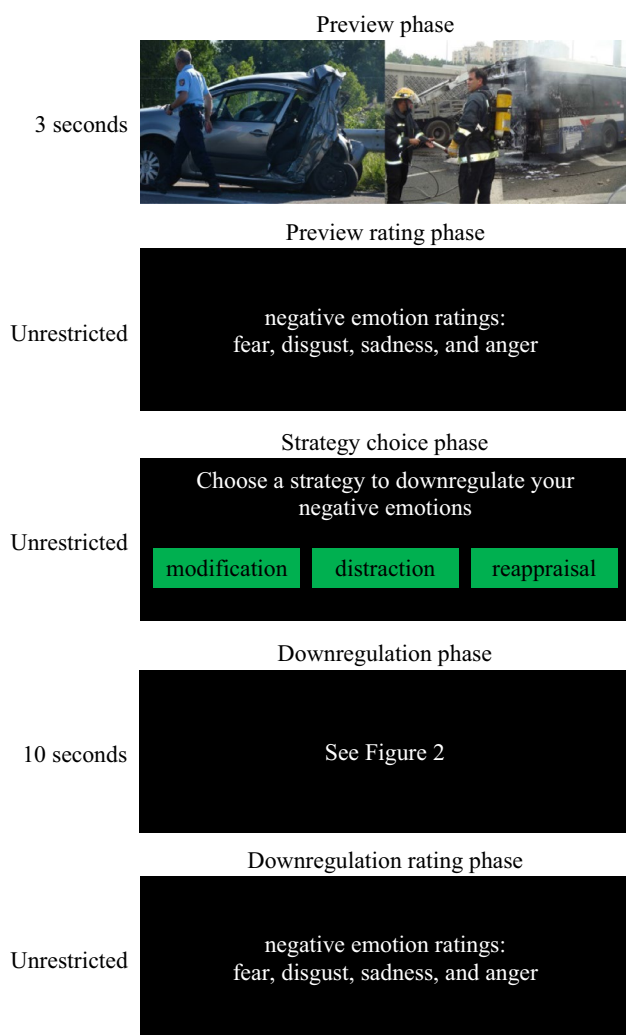 Preview phase
3 seconds
Preview rating phase
Unrestricted
negative emotion ratings:
fear, disgust, sadness, and anger
Strategy choice phase
Unrestricted
Choose a strategy to downregulate your
negative emotions
modification
distraction
reappraisal
Downregulation phase
10 seconds
See Figure 2
Downregulation rating phase
Unrestricted
negative emotion ratings:
fear, disgust, sadness, and anger